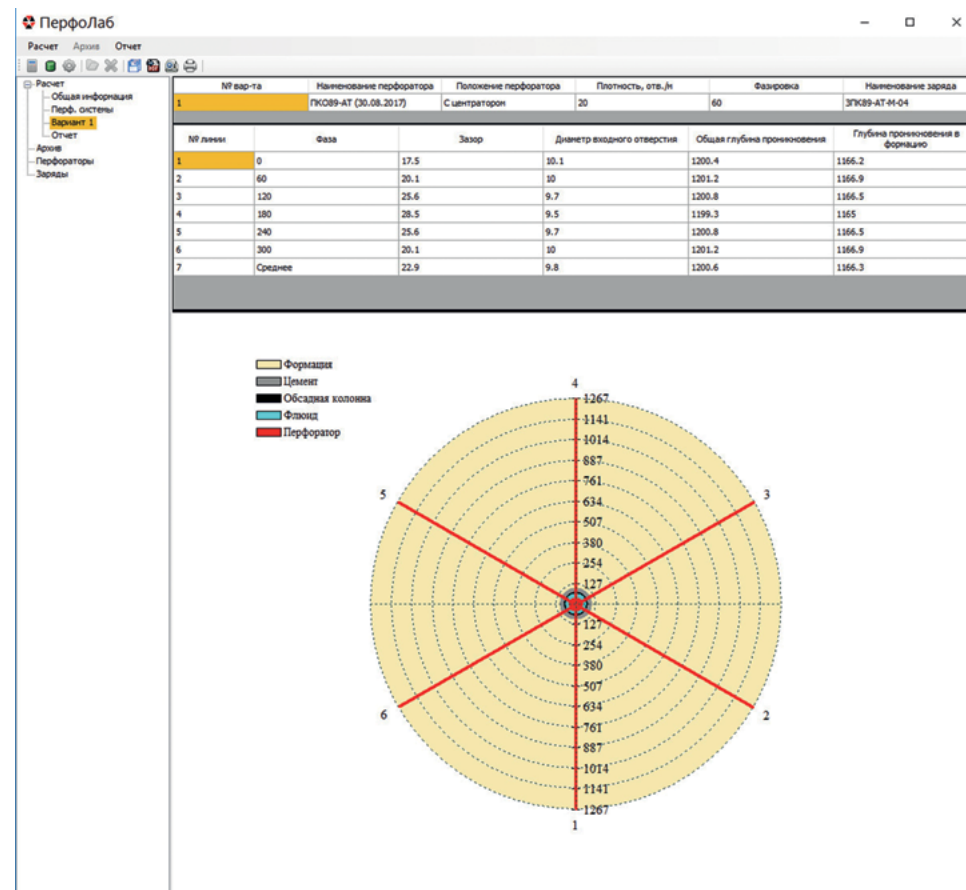 ПерфоЛаб
Расчет Архив Отчет
Расчет
Общая информация
Перф. системы
Вариант 1
Отчет
Архив
Перфораторы
Заряды
№ вар-та Наименование перфоратора Положение перфоратора Плотность, отв./м Фазировка Наименование заряда
1 ПКО89-АТ (30.08.2017) С центратором 20 60 ЗПК89-АТ-М-04
№ линии Фаза Зазор Диаметр входного отверстия Общая глубина проникновения Глубина проникновения в формацию
1 0 17.5 10.1 1200.4 1166.2
2 60 20.1 10 1201.2 1166.9
3 120 25.6 9.7 1200.8 1166.5
4 180 28.5 9.5 1199.3 1165
5 240 25.6 9.7 1200.8 1166.5
6 300 20.1 10 1201.2 1166.9
7 Среднее 22.9 9.8 1200.6 1166.3
Формация
Цемент
Обсадная колонна
Флюид
Перфоратор
4
1267
1141
1014
887
761
5
3
634
507
380
254
127
127
254
380
507
634
6
2
761
887
1014
1141
1267
1